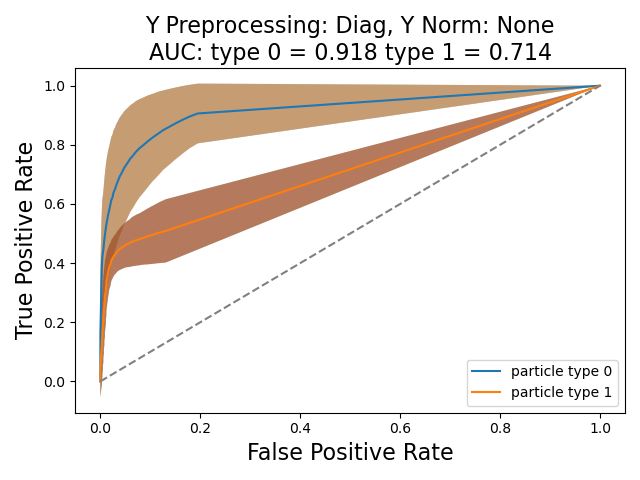 Y Preprocessing: Diag, Y Norm: None
AUC: type 0 = 0.918 type 1 = 0.714
True Positive Rate
1.0
0.8
0.6
0.4
0.2
0.0
particle type 0
particle type 1
0.0 0.2 0.4 0.6 0.8 1.0
False Positive Rate